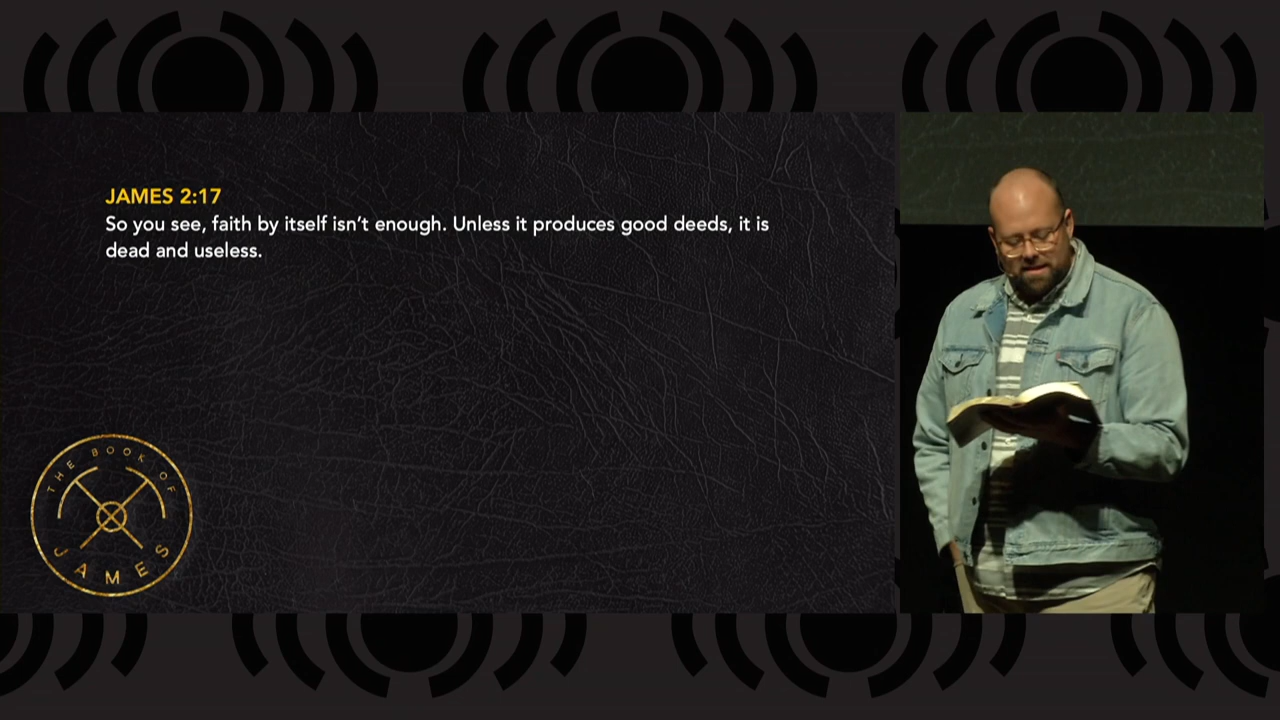 JAMES 2:17
So you see, faith by itself isn’t enough. Unless it produces good deeds, it is
dead and useless.
THE BOOK OF
JAMES